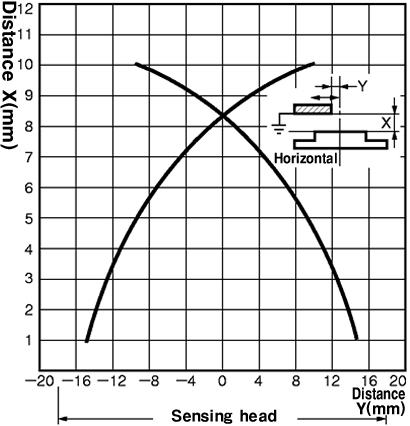 Distance X(mm)
12
11
10
9
8
7
6
5
4
3
2
1
Y
X
Horizontal
−20 −16 −12 −8 −4 0 4 8 12 16 20
Distance
Y(mm)
Sensing head